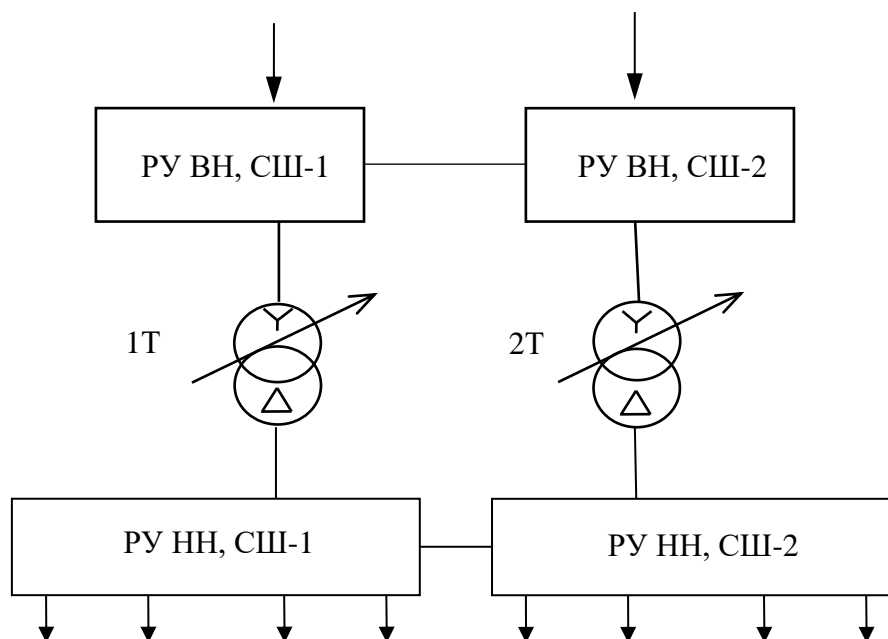 РУ ВН, СШ-1
РУ ВН, СШ-2
1Т
2Т
РУ НН, СШ-1
РУ НН, СШ-2